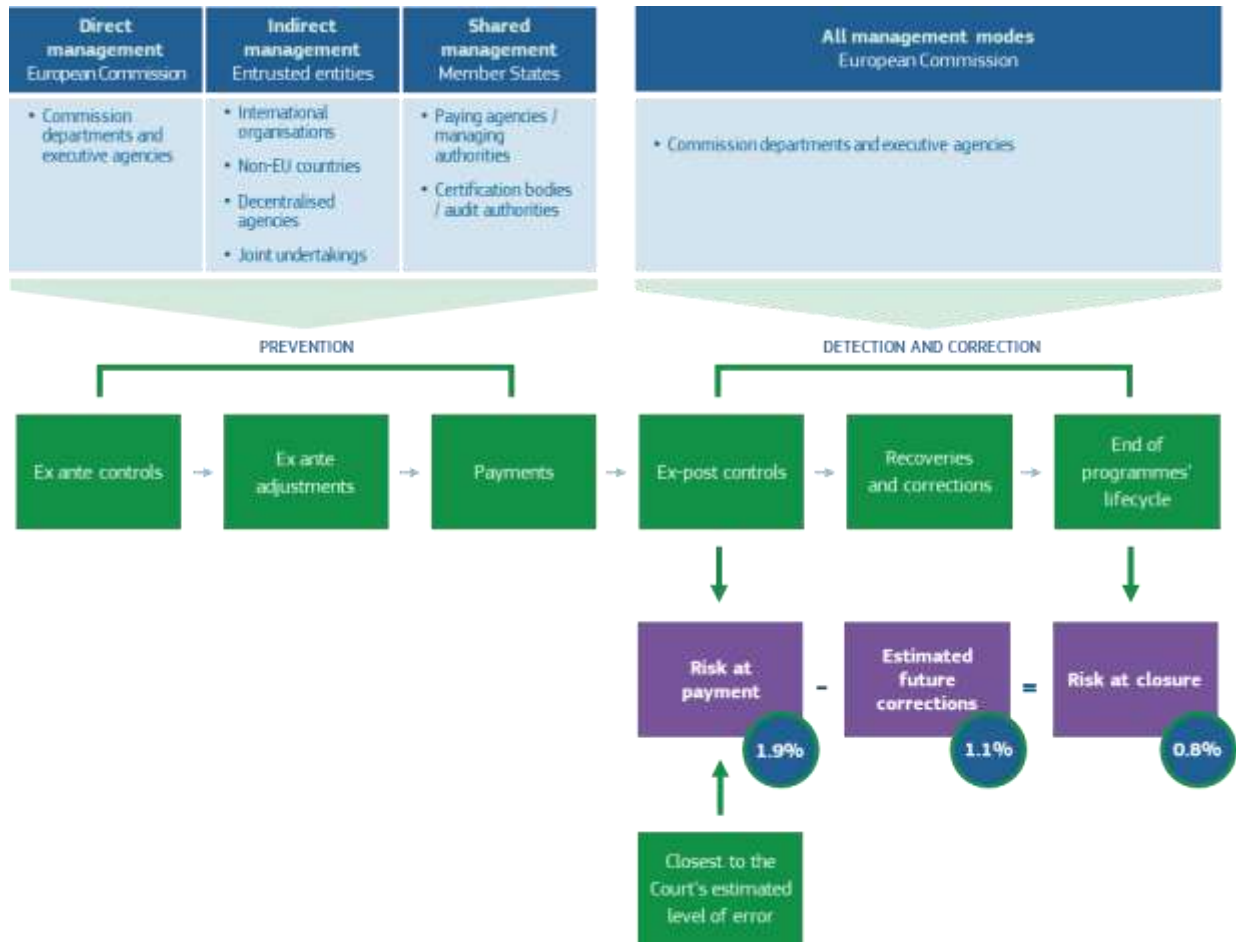 Direct
management
European Commission
Indirect
management
Entrusted entities
Shared
management
Member States
All management modes
European Commission
• Commission
departments and
executive agencies
• International
organisations
• Non-EU countries
• Decentralised
agencies
• Joint undertakings
• Paying agencies /
managing
authorities
• Certification bodies
/ audit authorities
• Commission departments and executive agencies
PREVENTION
DETECTION AND CORRECTION
Ex ante controls
Ex ante
adjustments
Payments
Ex-post controls
Recoveries
and corrections
End of
programmes'
lifecycle
Risk at
payment
1.9%
-
Estimated
future
corrections
1.1%
=
Risk at closure
0.8%
Closest to the
Court's estimated
level of error